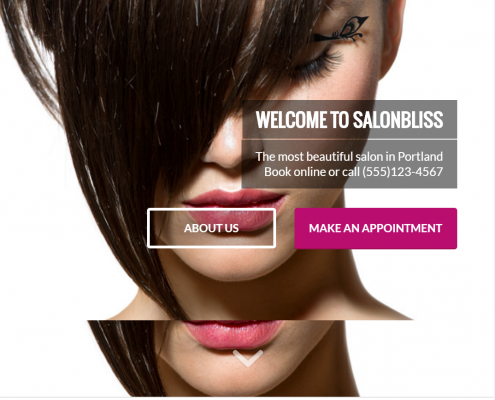 WELCOME TO SALONBLISS
The most beautiful salon in Portland
Book online or call (555)123-4567
ABOUT US
MAKE AN APPOINTMENT